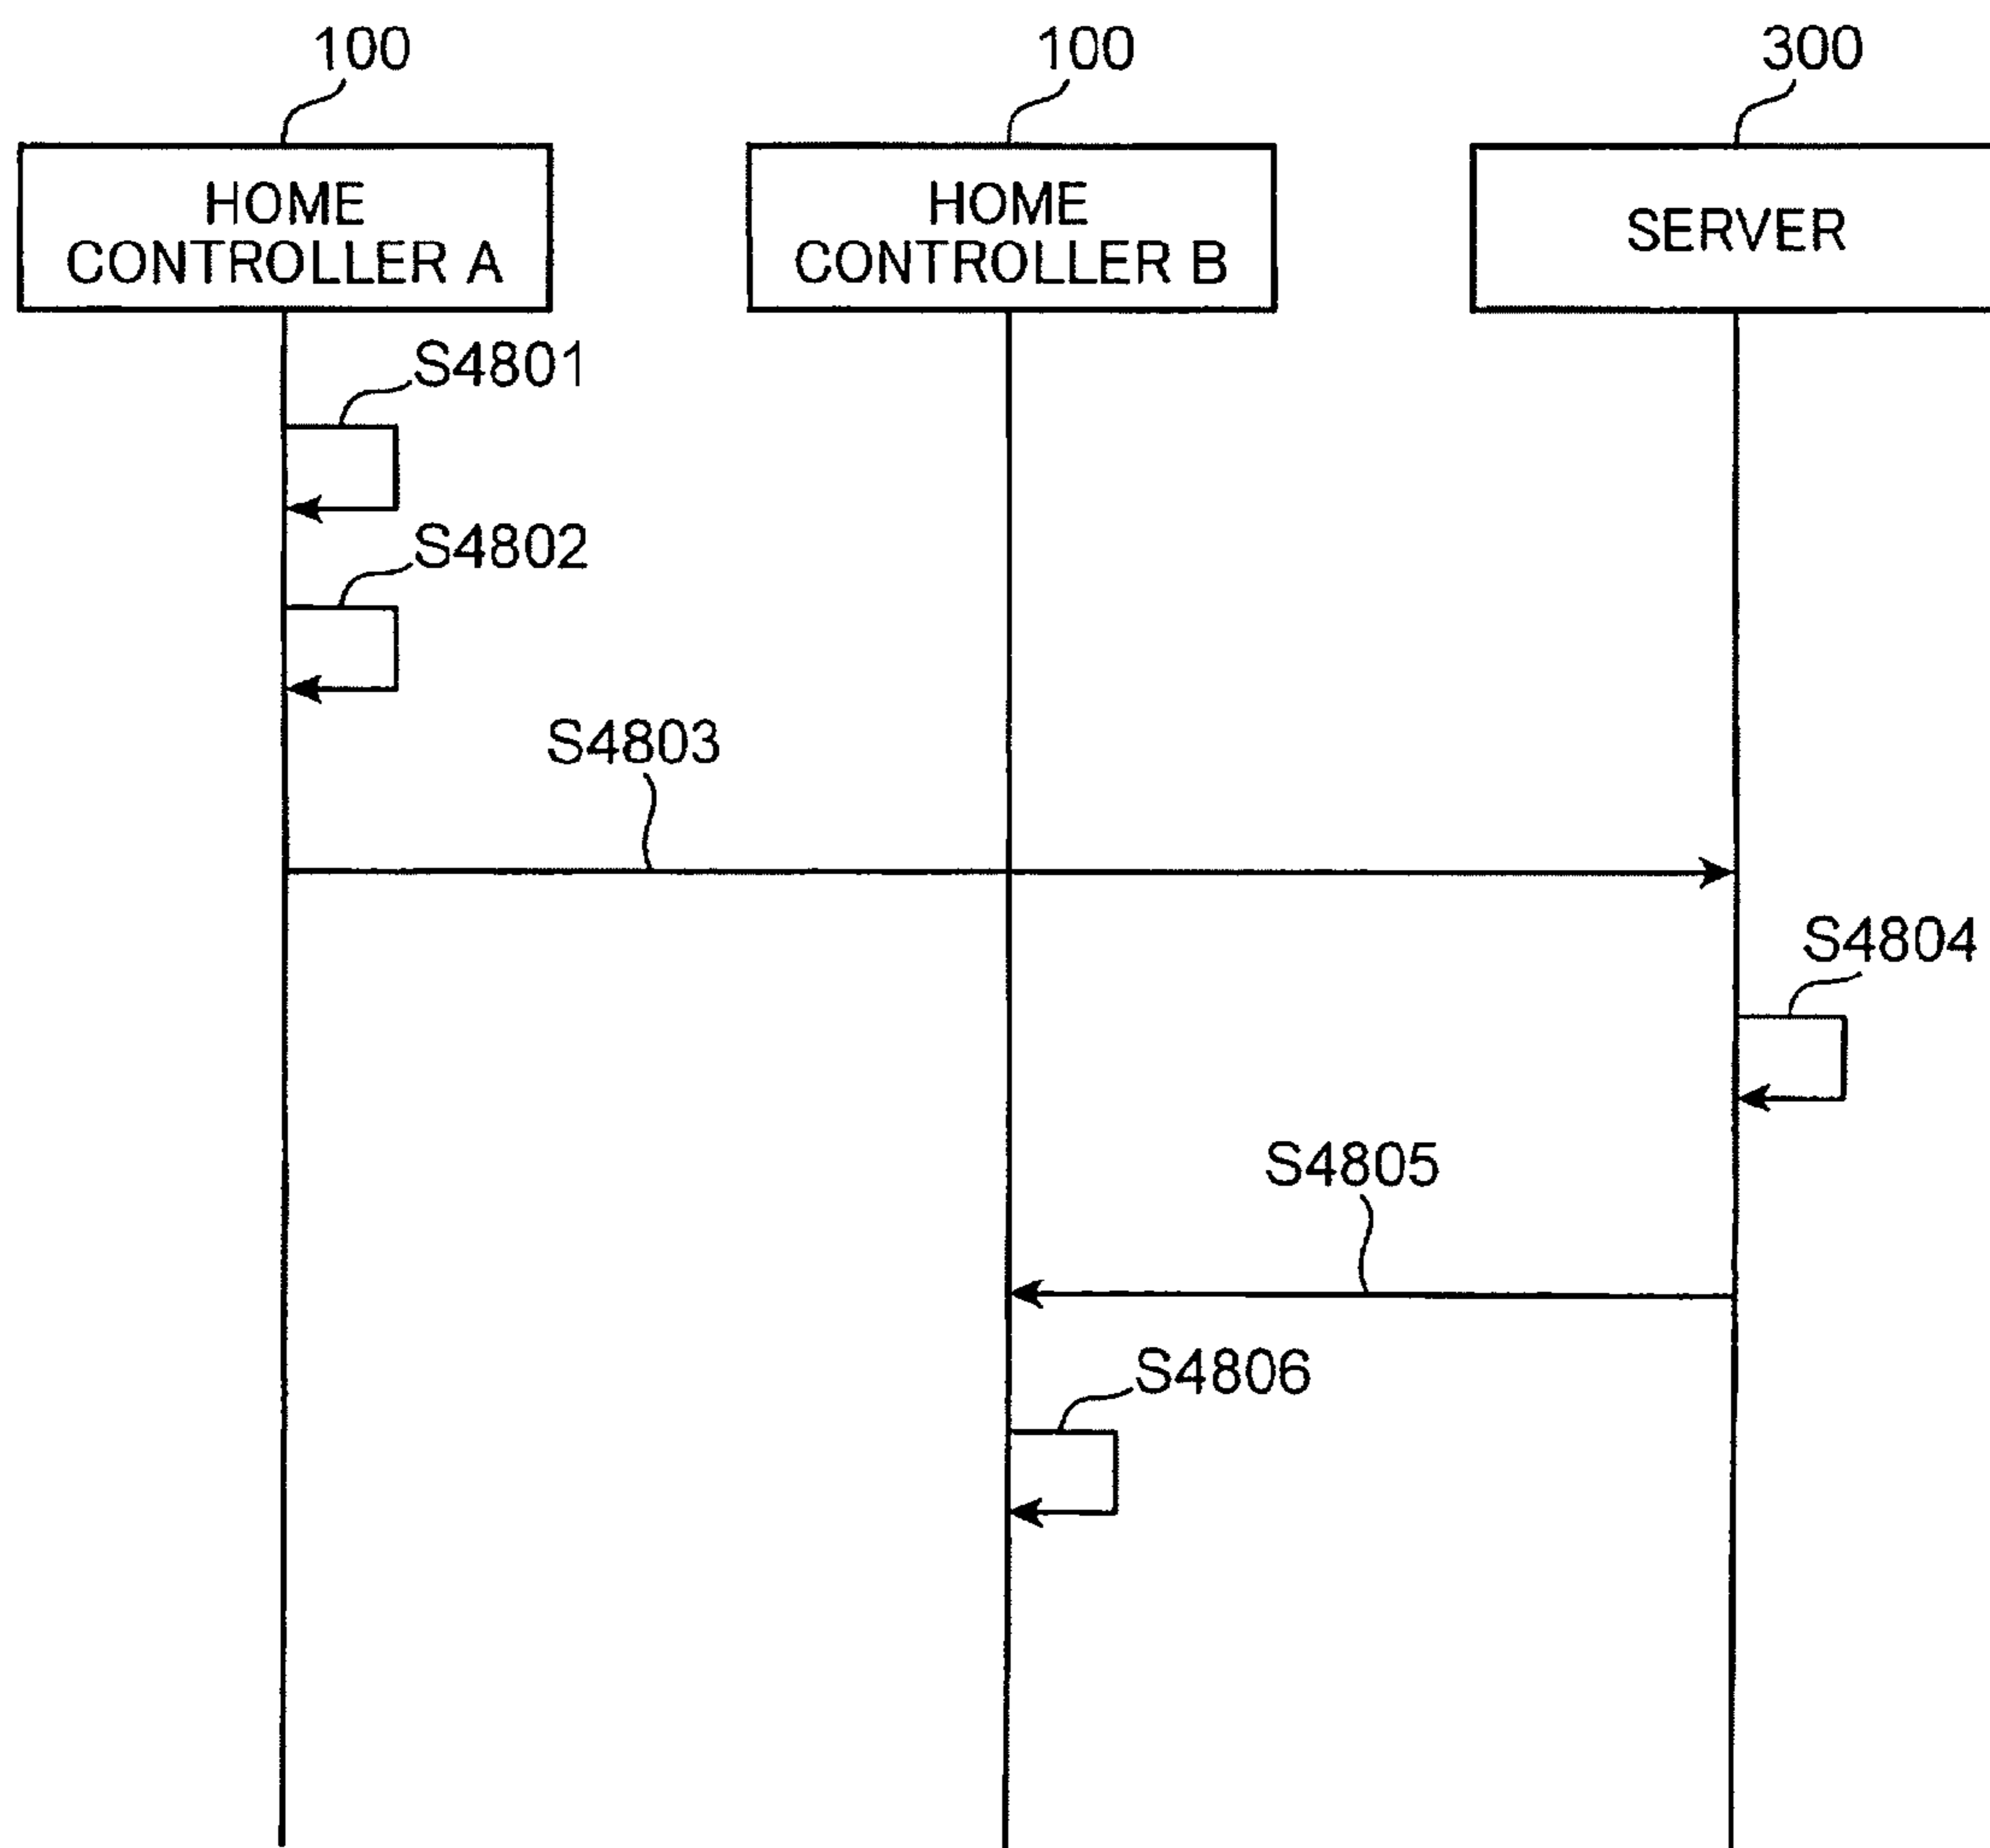 100
100
300
HOME
CONTROLLER A
HOME
CONTROLLER B
SERVER
S4801
S4802
S4803
S4804
S4805
S4806